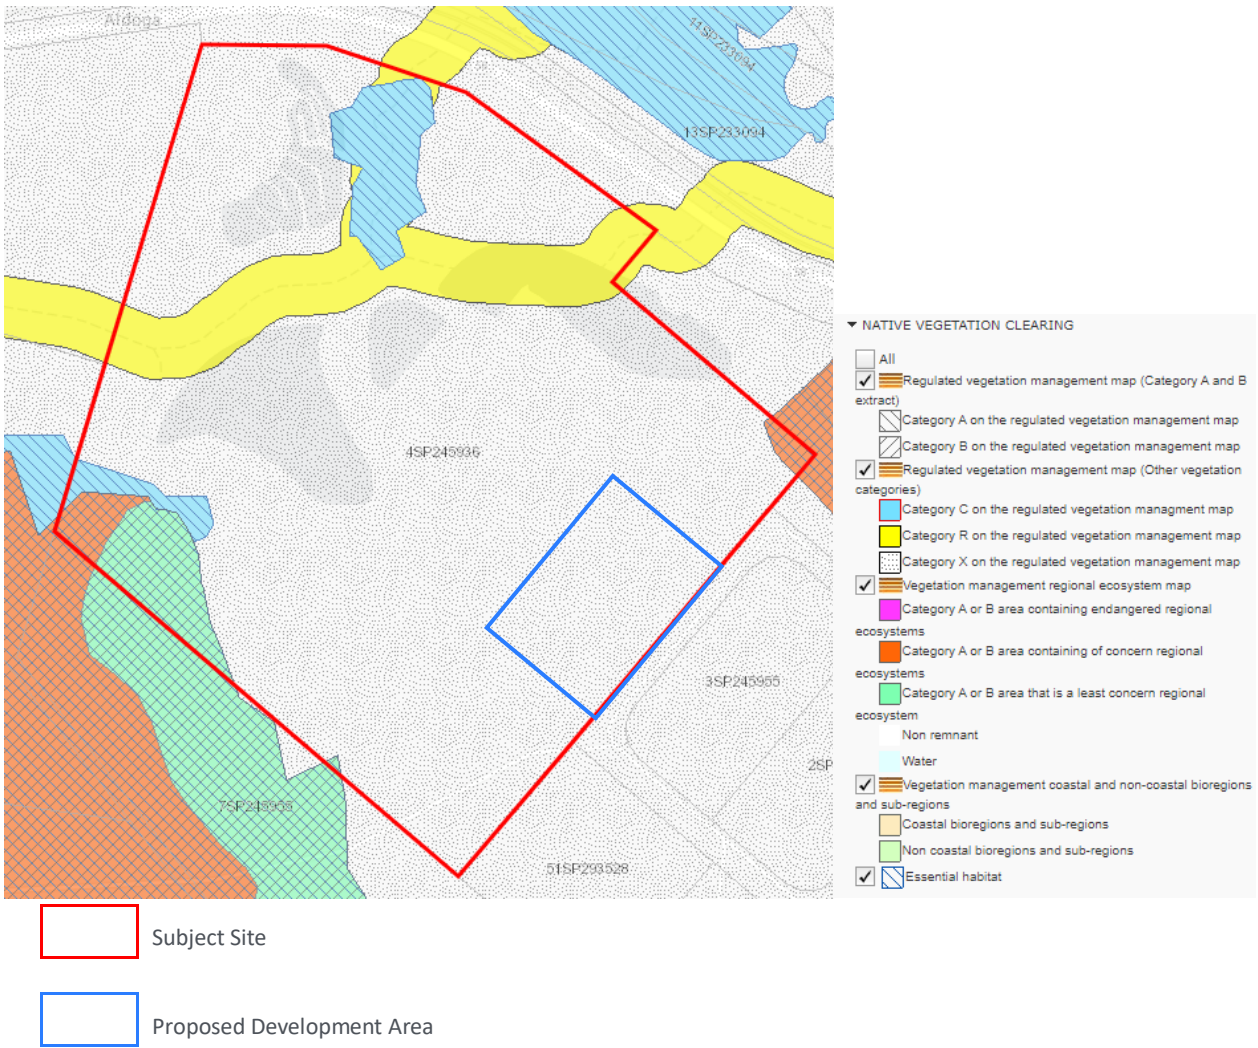 Aldoga
11SP233094
13SP233094
4SP245936
3SP245955
2SP
7SP245955
51SP293528
NATIVE VEGETATION CLEARING
All
Regulated vegetation management map (Category A and B
extract)
Category A on the regulated vegetation management map
Category B on the regulated vegetation management map
Regulated vegetation management map (Other vegetation
categories)
Category C on the regulated vegetation managment map
Category R on the regulated vegetation management map
Category X on the regulated vegetation management map
Vegetation management regional ecosystem map
Category A or B area containing endangered regional
ecosystems
Category A or B area containing of concern regional
ecosystems
Category A or B area that is a least concern regional
ecosystem
Non remnant
Water
Vegetation management coastal and non-coastal bioregions
and sub-regions
Coastal bioregions and sub-regions
Non coastal bioregions and sub-regions
Essential habitat
Subject Site
Proposed Development Area